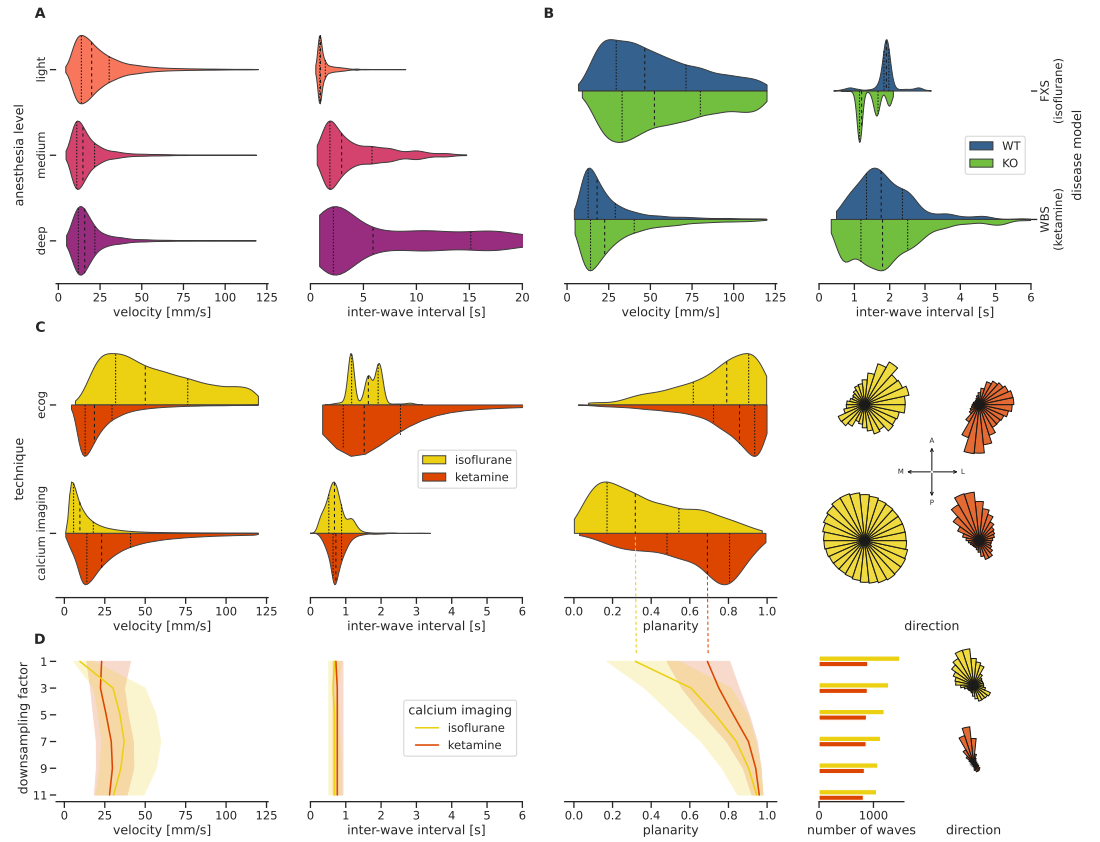 A
anesthesia level
light
medium
deep
0 25 50 75 100 125
velocity [mm/s]
0 5 10 15 20
inter-wave interval [s]
B
WT
KO
FXS
(isoflurane)
WBS
(ketamine)
disease model
0 25 50 75 100 125
velocity [mm/s]
0 1 2 3 4 5 6
inter-wave interval [s]
C
technique
ecog
calcium imaging
isoflurane
ketamine
A
M L
P
0 25 50 75 100 125
velocity [mm/s]
0 1 2 3 4 5 6
inter-wave interval [s]
0.0 0.2 0.4 0.6 0.8 1.0
planarity
direction
D
downsampling factor
1
3
5
7
9
11
calcium imaging
isoflurane
ketamine
0 25 50 75 100 125
velocity [mm/s]
0 1 2 3 4 5 6
inter-wave interval [s]
0.0 0.2 0.4 0.6 0.8 1.0
planarity
0 1000
number of waves
direction